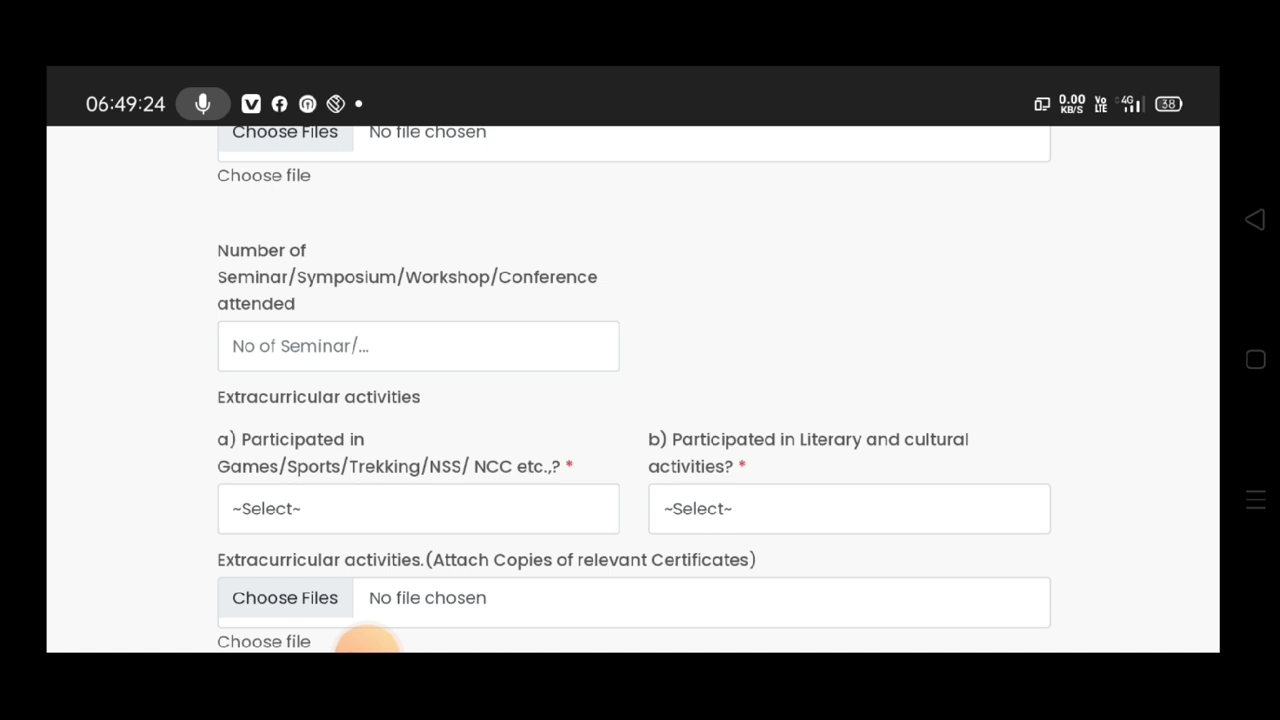 06:49:24
0.00 KB/S
Vo LTE
4G
38
Choose Files No file chosen
Choose file
Number of
Seminar/Symposium/Workshop/Conference
attended
No of Seminar/...
Extracurricular activities
a) Participated in
Games/Sports/Trekking/NSS/ NCC etc.,? *
~Select~
b) Participated in Literary and cultural
activities? *
~Select~
Extracurricular activities.(Attach Copies of relevant Certificates)
Choose Files No file chosen
Choose file